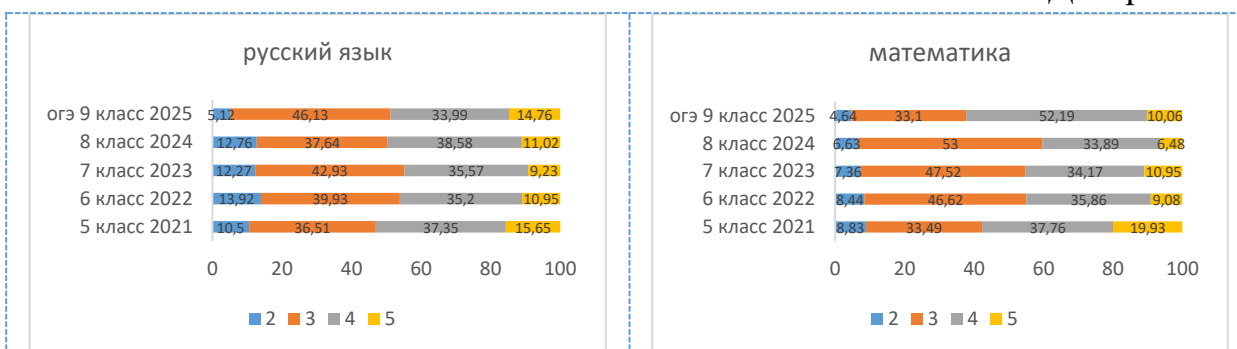 русский язык
огэ 9 класс 2025 5,12 46,13 33,99 14,76
8 класс 2024 12,76 37,64 38,58 11,02
7 класс 2023 12,27 42,93 35,57 9,23
6 класс 2022 13,92 39,93 35,2 10,95
5 класс 2021 10,5 36,51 37,35 15,65
0 20 40 60 80 100
2 3 4 5
математика
огэ 9 класс 2025 4,64 33,1 52,19 10,06
8 класс 2024 6,63 53 33,89 6,48
7 класс 2023 7,36 47,52 34,17 10,95
6 класс 2022 8,44 46,62 35,86 9,08
5 класс 2021 8,83 33,49 37,76 19,93
0 20 40 60 80 100
2 3 4 5